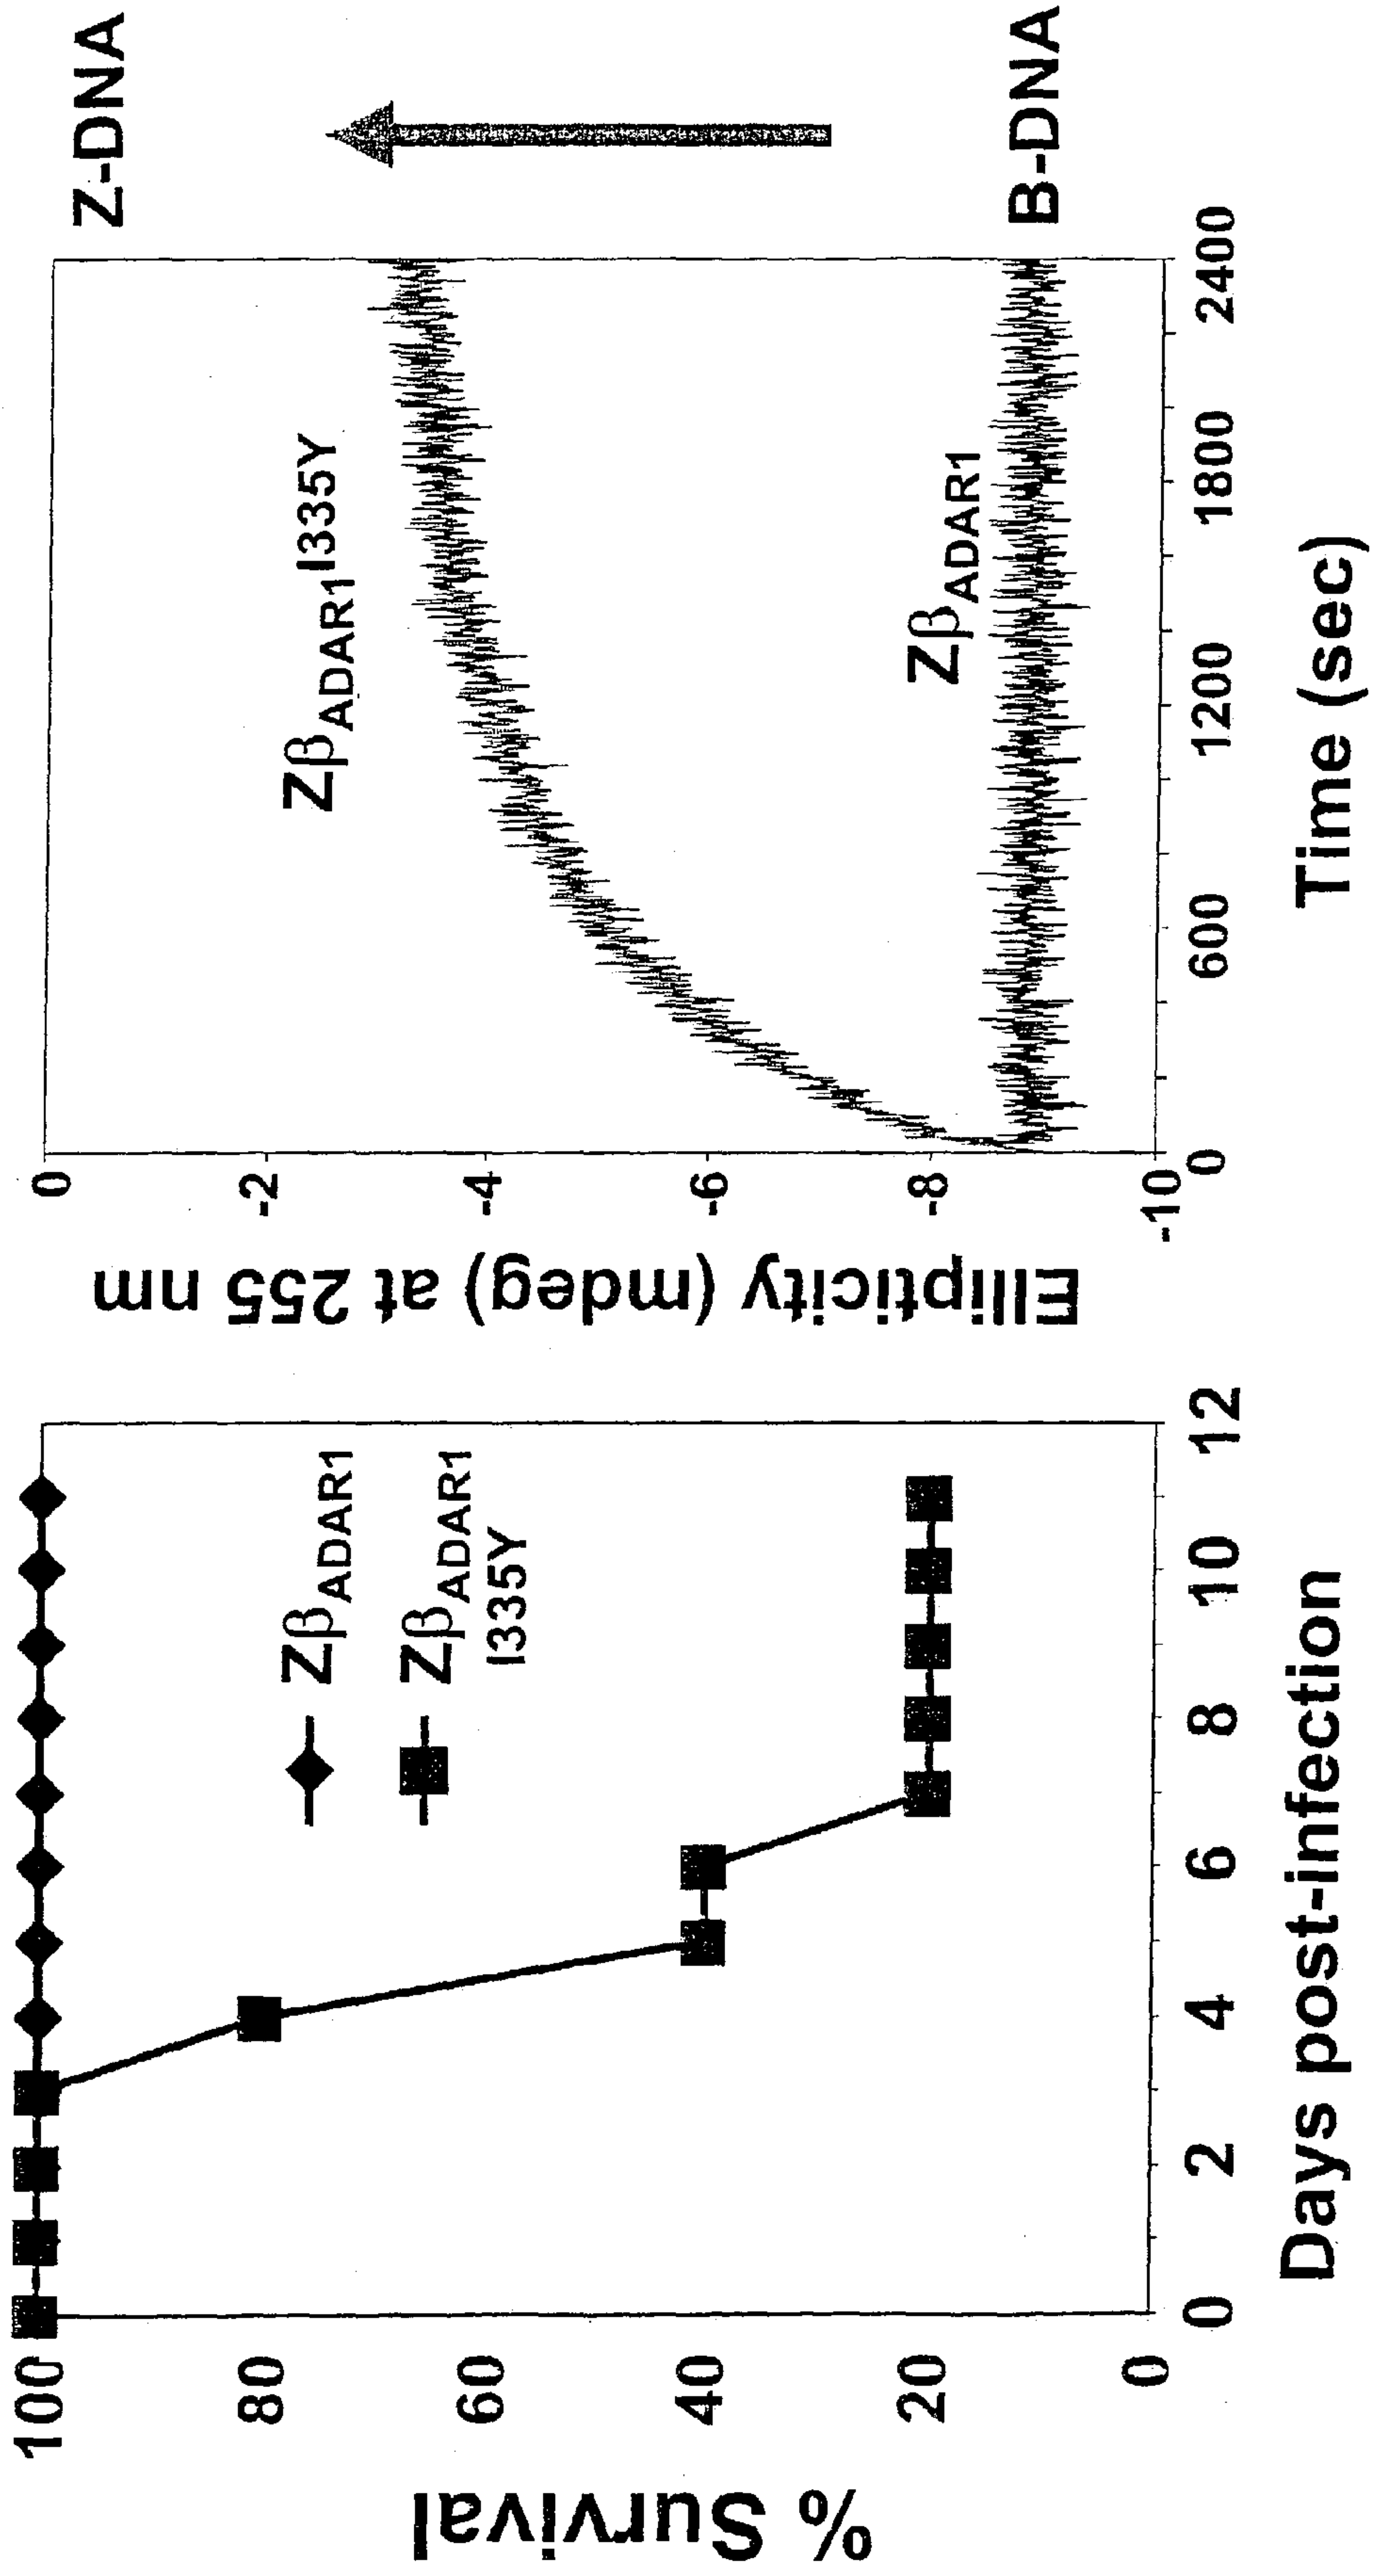 % Survival
100
80
60
40
20
0
0 2 4 6 8 10 12
Days post-infection
ZβADAR1
ZβADAR1
I335Y
Ellipticity (mdeg) at 255 nm
0
-2
-4
-6
-8
-10
0 600 1200 1800 2400
Time (sec)
ZβADAR1I335Y
ZβADAR1
Z-DNA
B-DNA